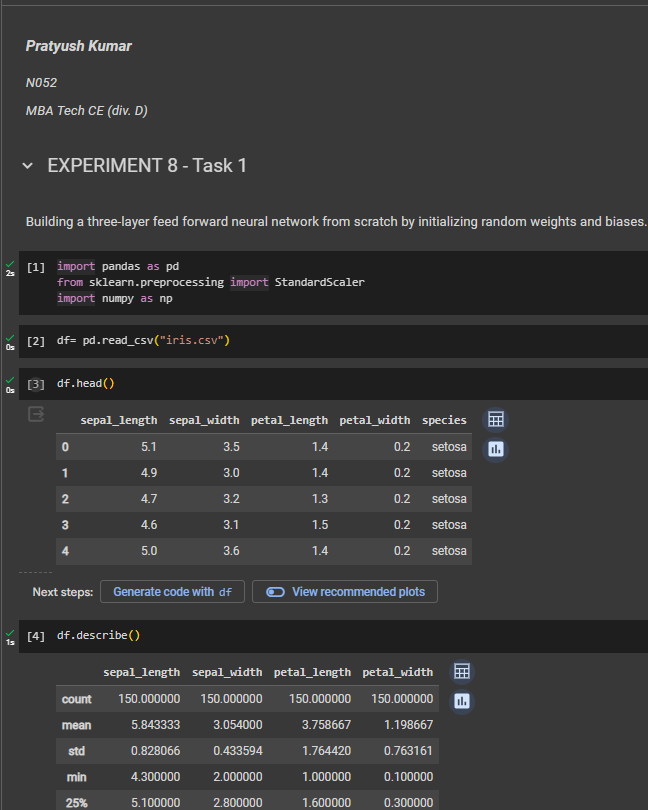 Pratyush Kumar
N052
MBA Tech CE (div. D)
EXPERIMENT 8 - Task 1
Building a three-layer feed forward neural network from scratch by initializing random weights and biases.
2s [1] import pandas as pd
from sklearn.preprocessing import StandardScaler
import numpy as np
0s [2] df= pd.read_csv("iris.csv")
0s [3] df.head()
sepal_length sepal_width petal_length petal_width species
0 5.1 3.5 1.4 0.2 setosa
1 4.9 3.0 1.4 0.2 setosa
2 4.7 3.2 1.3 0.2 setosa
3 4.6 3.1 1.5 0.2 setosa
4 5.0 3.6 1.4 0.2 setosa
Next steps: Generate code with df View recommended plots
1s [4] df.describe()
sepal_length sepal_width petal_length petal_width
count 150.000000 150.000000 150.000000 150.000000
mean 5.843333 3.054000 3.758667 1.198667
std 0.828066 0.433594 1.764420 0.763161
min 4.300000 2.000000 1.000000 0.100000
25% 5.100000 2.800000 1.600000 0.300000